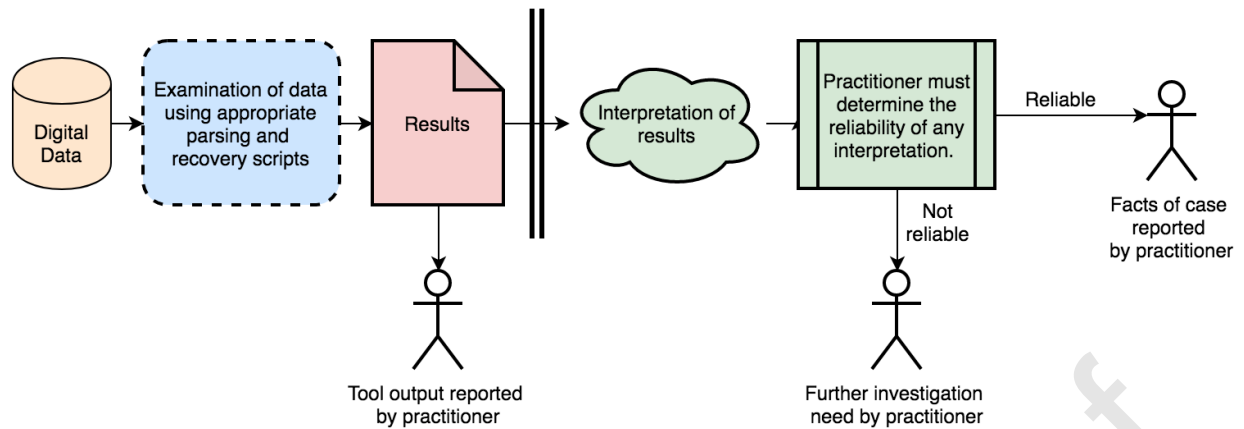 Digital
Data
Examination of data
using appropriate
parsing and
recovery scripts
Results
Interpretation of
results
Practitioner must
determine the
reliability of any
interpretation.
Reliable
Not
reliable
Facts of case
reported
by practitioner
Tool output reported
by practitioner
Further investigation
need by practitioner
f